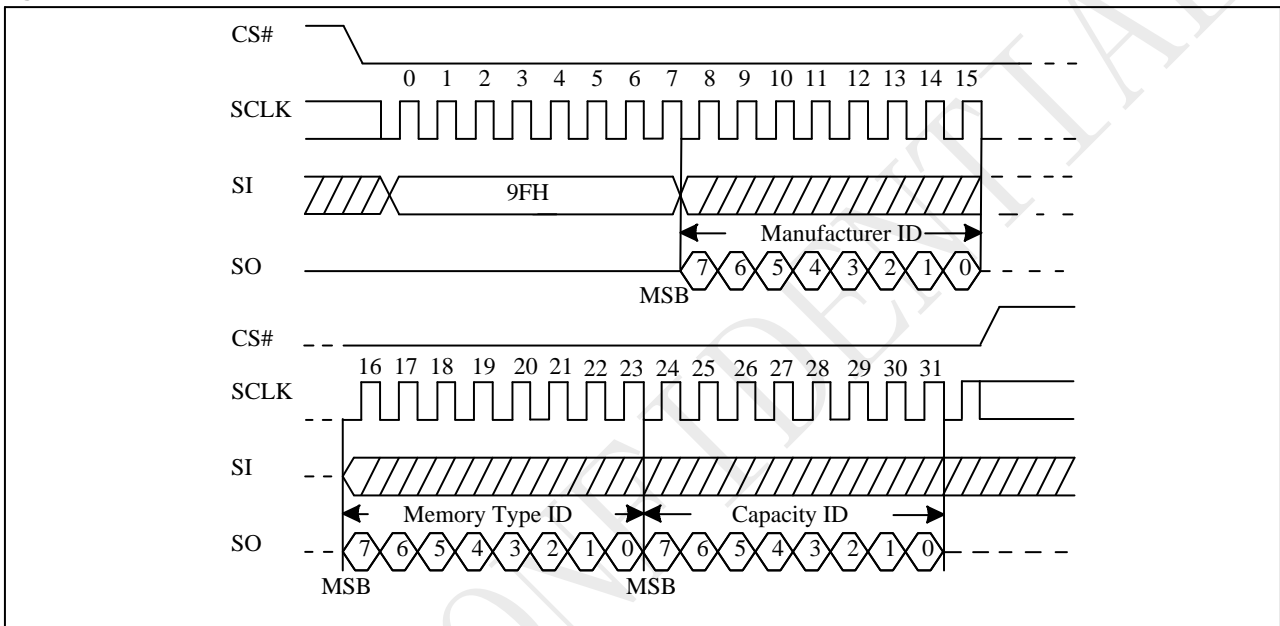 CS#
0 1 2 3 4 5 6 7 8 9 10 11 12 13 14 15
SCLK
SI
9FH
Manufacturer ID
SO
7 6 5 4 3 2 1 0
MSB
CS#
16 17 18 19 20 21 22 23 24 25 26 27 28 29 30 31
SCLK
SI
Memory Type ID Capacity ID
SO
7 6 5 4 3 2 1 0 7 6 5 4 3 2 1 0
MSB MSB
CONFIDENTIAL